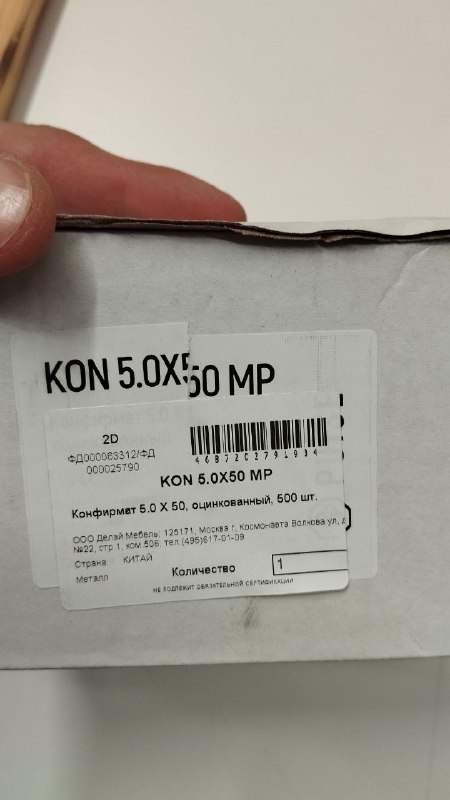 KON 5.0X50 MP
2D
ФД000063312/ФД
000025790
KON 5.0X50 MP
Конфирмат 5.0 X 50, оцинкованный, 500 шт.
ООО Делай Мебель; 125171, Москва г, Космонавта Волкова ул,
№22, стр.1, ком.506; тел:(495)617-01-09
Страна: КИТАЙ
Металл
Количество
1
НЕ ПОДЛЕЖИТ ОБЯЗАТЕЛЬНОЙ СЕРТИФИКАЦИИ